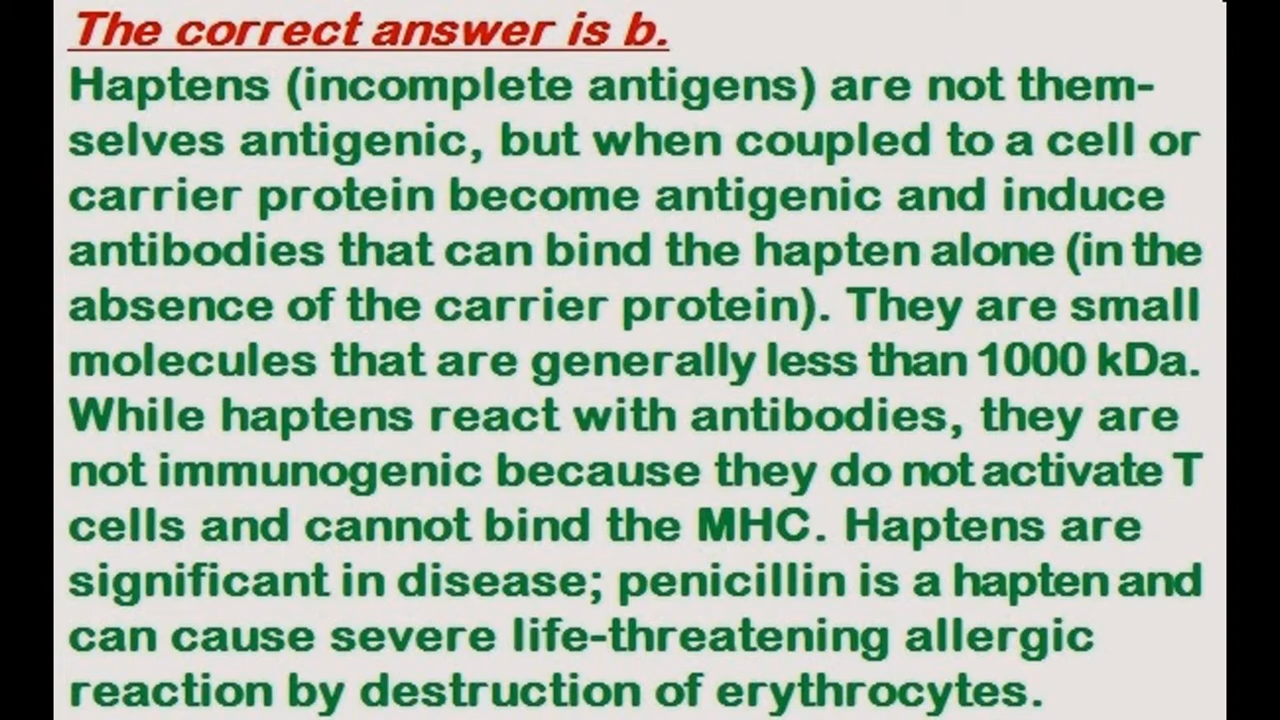 The correct answer is b.
Haptens (incomplete antigens) are not them-
selves antigenic, but when coupled to a cell or
carrier protein become antigenic and induce
antibodies that can bind the hapten alone (in the
absence of the carrier protein). They are small
molecules that are generally less than 1000 kDa.
While haptens react with antibodies, they are
not immunogenic because they do not activate T
cells and cannot bind the MHC. Haptens are
significant in disease; penicillin is a hapten and
can cause severe life-threatening allergic
reaction by destruction of erythrocytes.